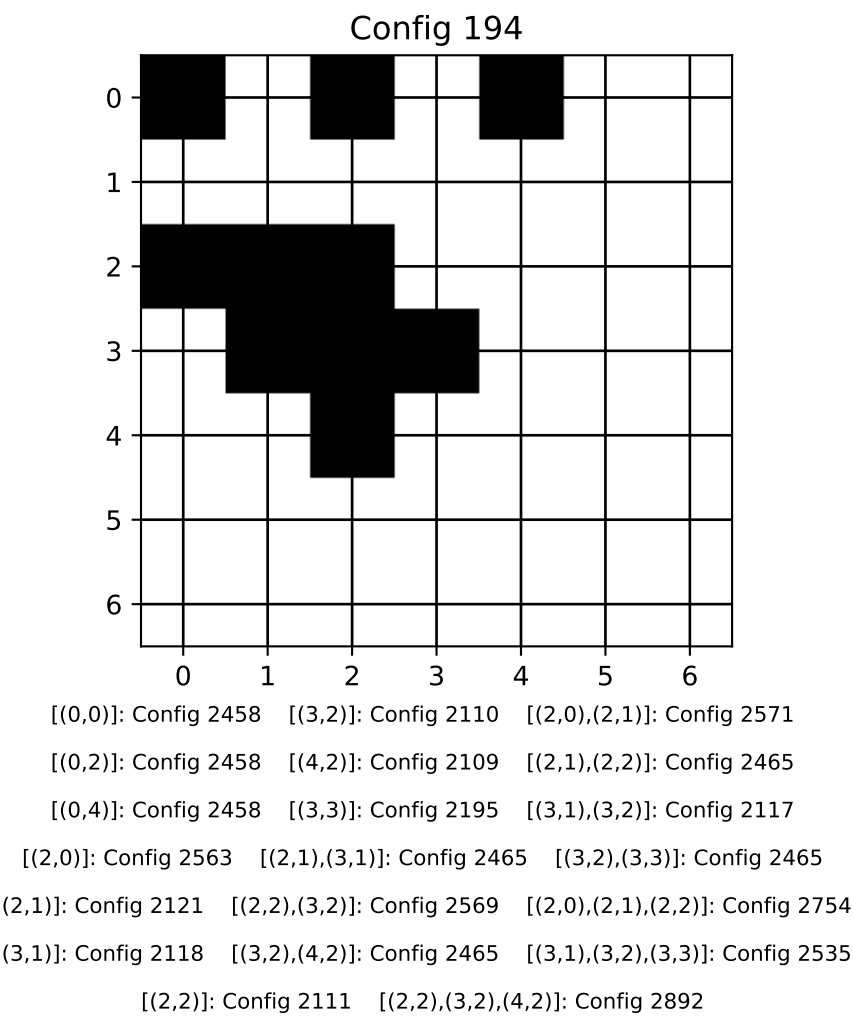 Config 194
0
1
2
3
4
5
6
0 1 2 3 4 5 6
[(0,0)]: Config 2458 [(3,2)]: Config 2110 [(2,0),(2,1)]: Config 2571
[(0,2)]: Config 2458 [(4,2)]: Config 2109 [(2,1),(2,2)]: Config 2465
[(0,4)]: Config 2458 [(3,3)]: Config 2195 [(3,1),(3,2)]: Config 2117
[(2,0)]: Config 2563 [(2,1),(3,1)]: Config 2465 [(3,2),(3,3)]: Config 2465
(2,1)]: Config 2121 [(2,2),(3,2)]: Config 2569 [(2,0),(2,1),(2,2)]: Config 2754
(3,1)]: Config 2118 [(3,2),(4,2)]: Config 2465 [(3,1),(3,2),(3,3)]: Config 2535
[(2,2)]: Config 2111 [(2,2),(3,2),(4,2)]: Config 2892